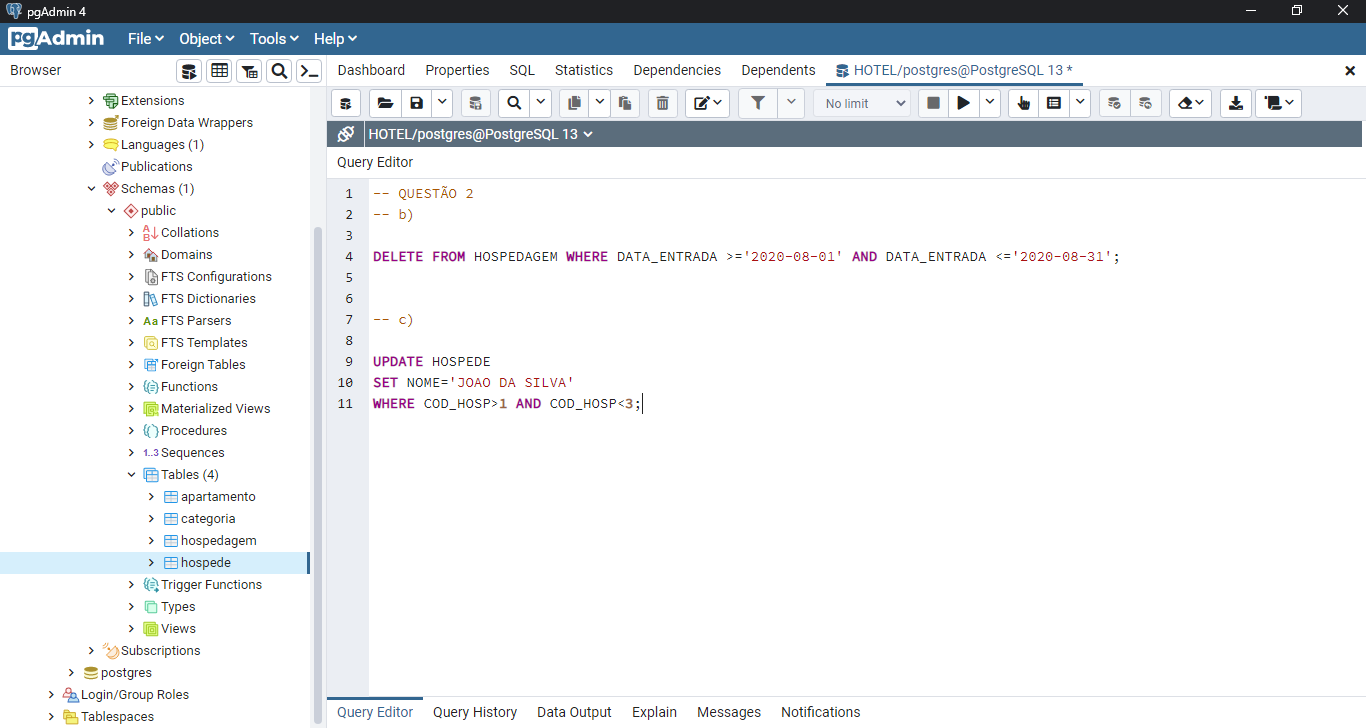 pgAdmin 4
pgAdmin File Object Tools Help
Browser
Dashboard Properties SQL Statistics Dependencies Dependents HOTEL/postgres@PostgreSQL 13 *
No limit
HOTEL/postgres@PostgreSQL 13
Query Editor
Extensions
Foreign Data Wrappers
Languages (1)
Publications
Schemas (1)
public
Collations
Domains
FTS Configurations
FTS Dictionaries
Aa FTS Parsers
FTS Templates
Foreign Tables
Functions
Materialized Views
Procedures
1..3 Sequences
Tables (4)
apartamento
categoria
hospedagem
hospede
Trigger Functions
Types
Views
Subscriptions
postgres
Login/Group Roles
Tablespaces
1 -- QUESTÃO 2
2 -- b)
3
4 DELETE FROM HOSPEDAGEM WHERE DATA_ENTRADA >='2020-08-01' AND DATA_ENTRADA <='2020-08-31';
5
6
7 -- c)
8
9 UPDATE HOSPEDE
10 SET NOME='JOAO DA SILVA'
11 WHERE COD_HOSP>1 AND COD_HOSP<3;
Query Editor Query History Data Output Explain Messages Notifications